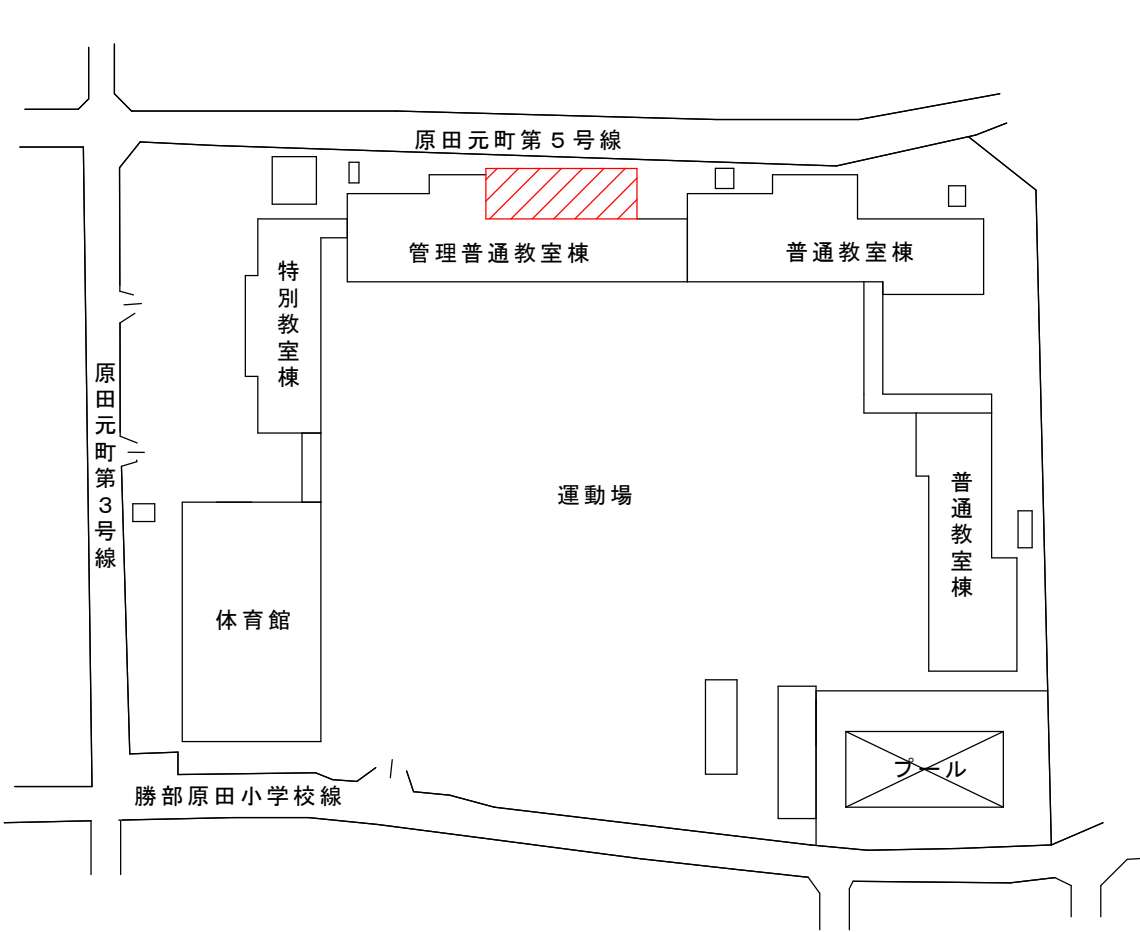 原田元町第５号線
管理普通教室棟
普通教室棟
特別教室棟
原田元町第３号線
運動場
普通教室棟
体育館
プール
勝部原田小学校線